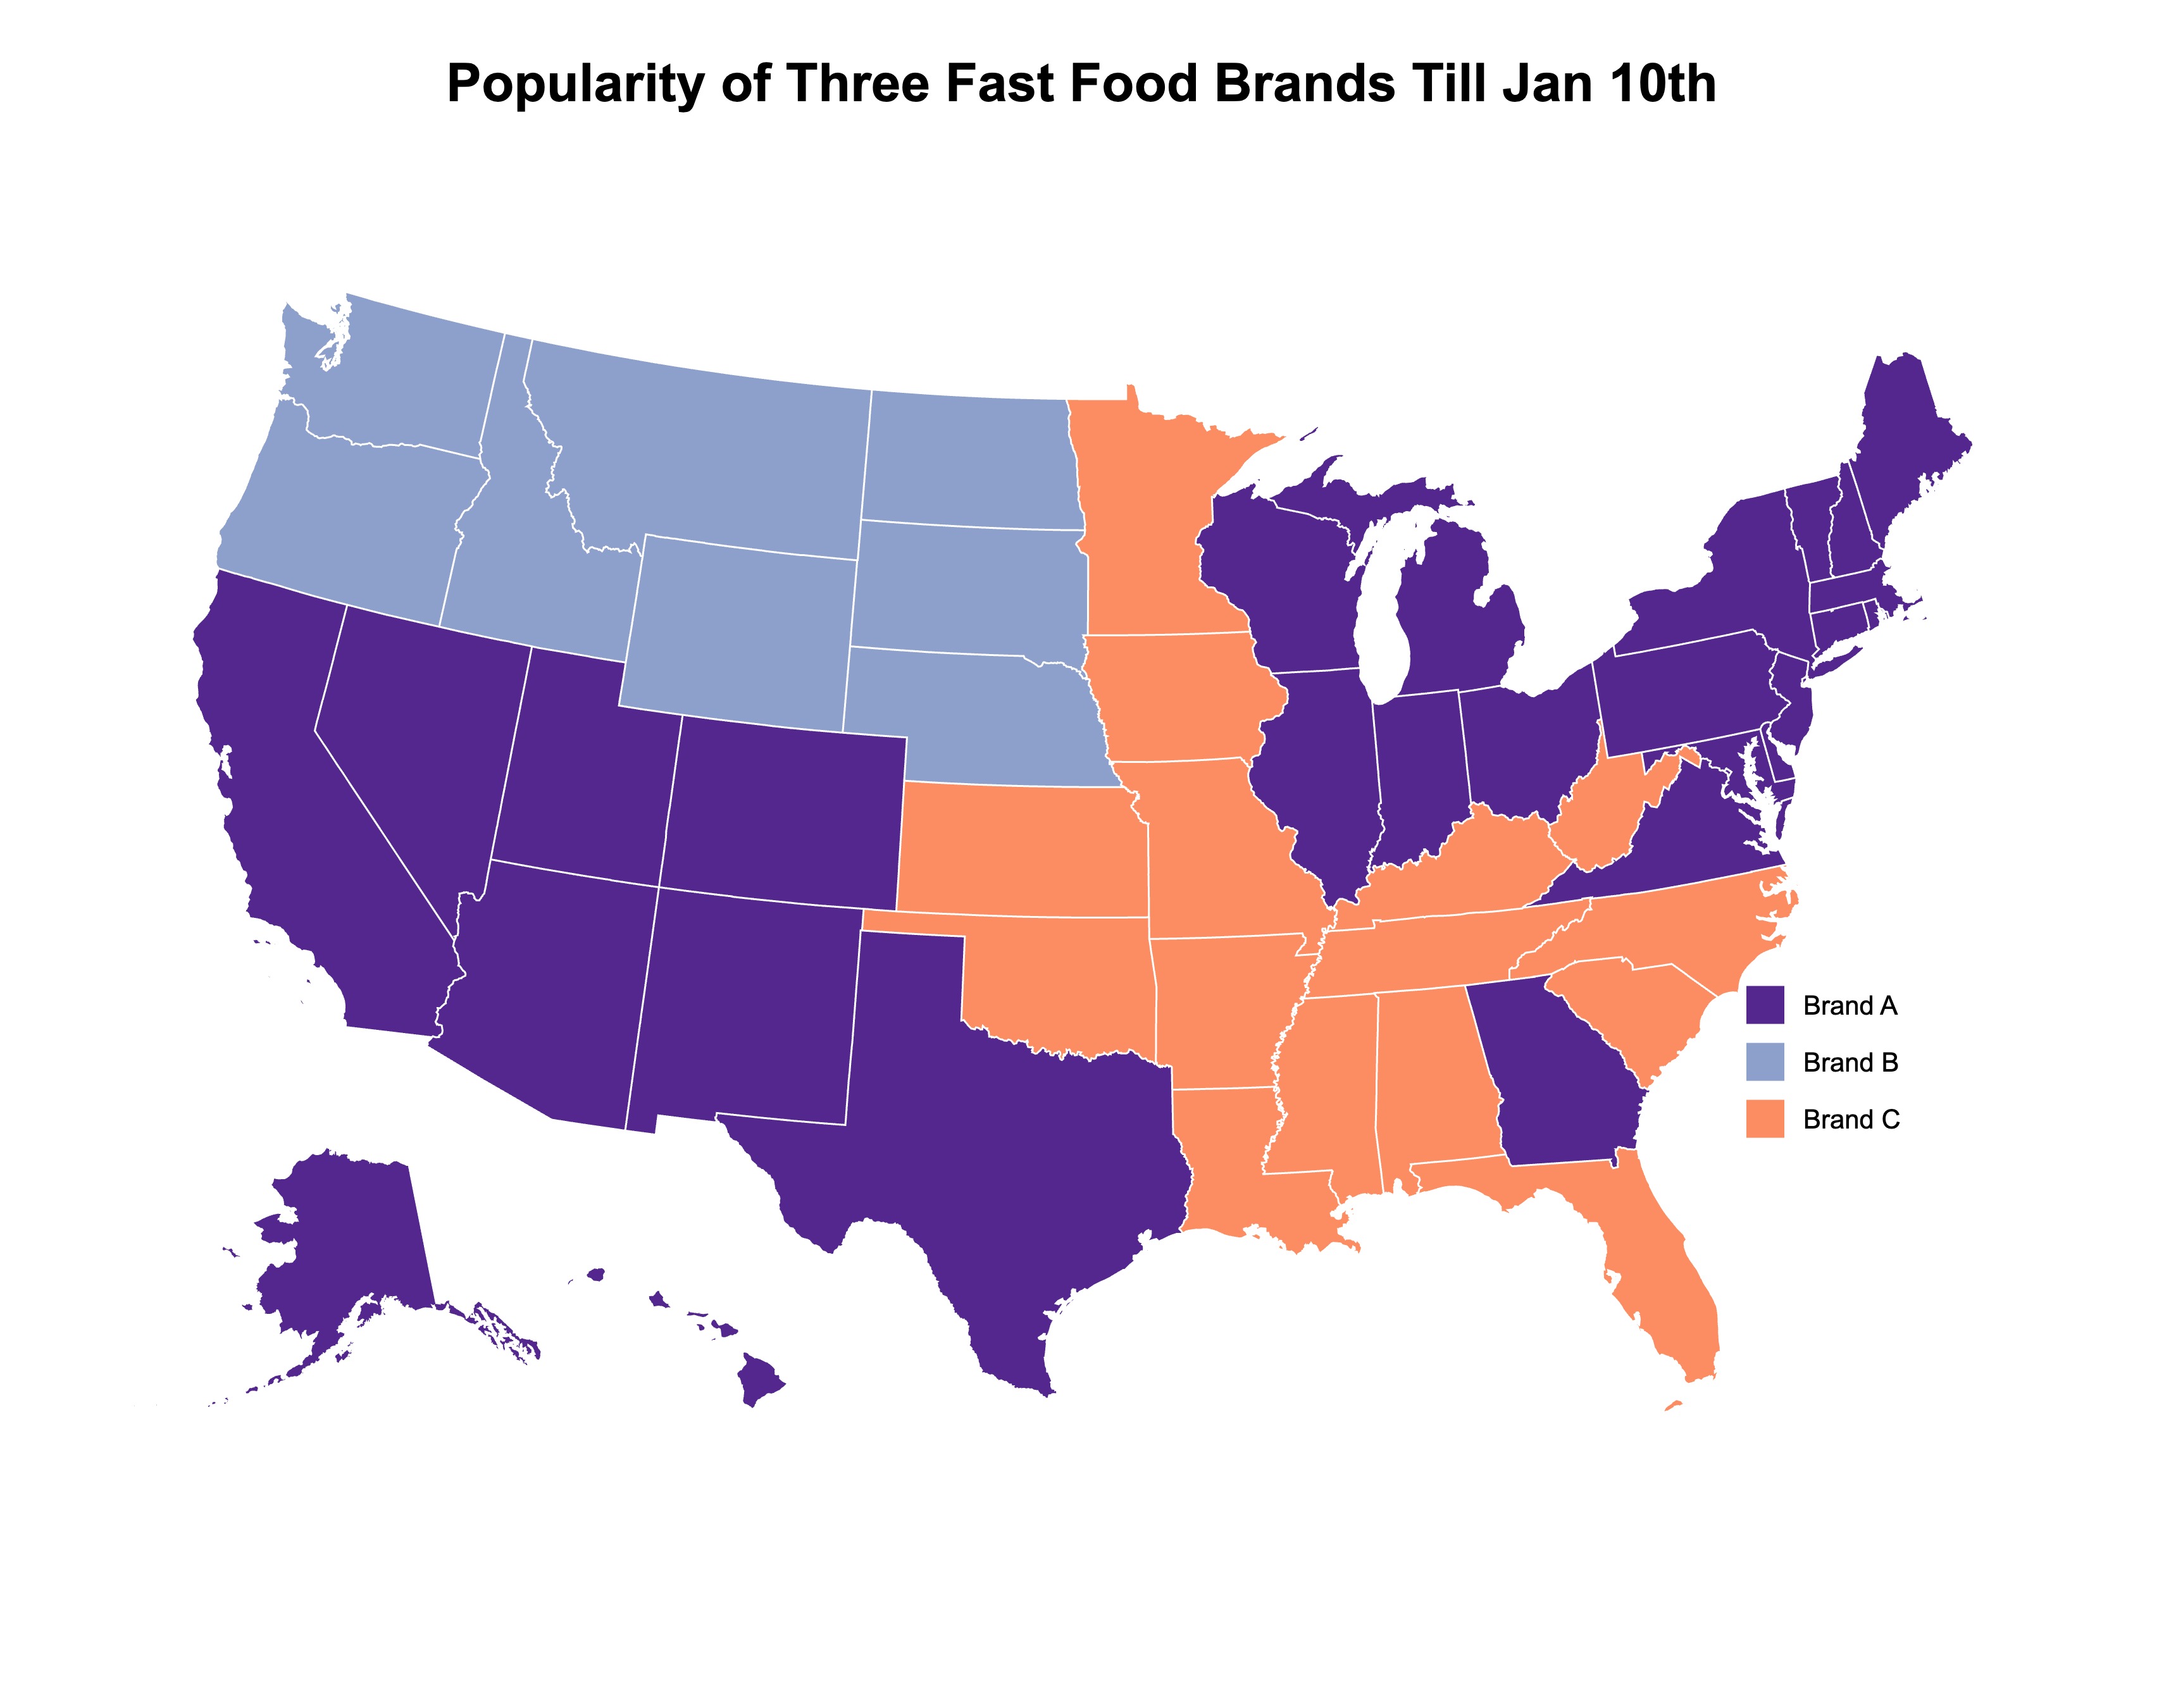 Popularity of Three Fast Food Brands Till Jan 10th
Brand A
Brand B
Brand C